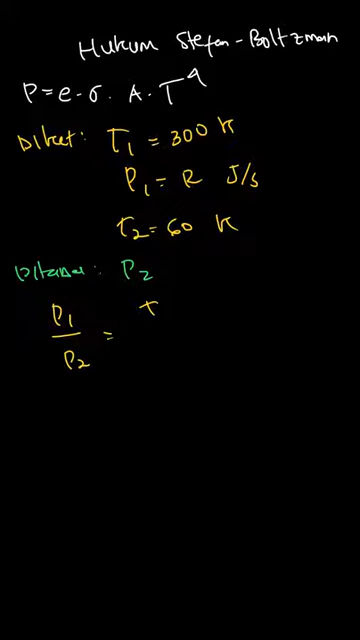 Hukum Stefan-Boltzman
P = e · σ · A · T⁴
Diket: T₁ = 300 K
P₁ = R J/s
T₂ = 60 K
Ditanya: P₂
P₁/P₂ = T